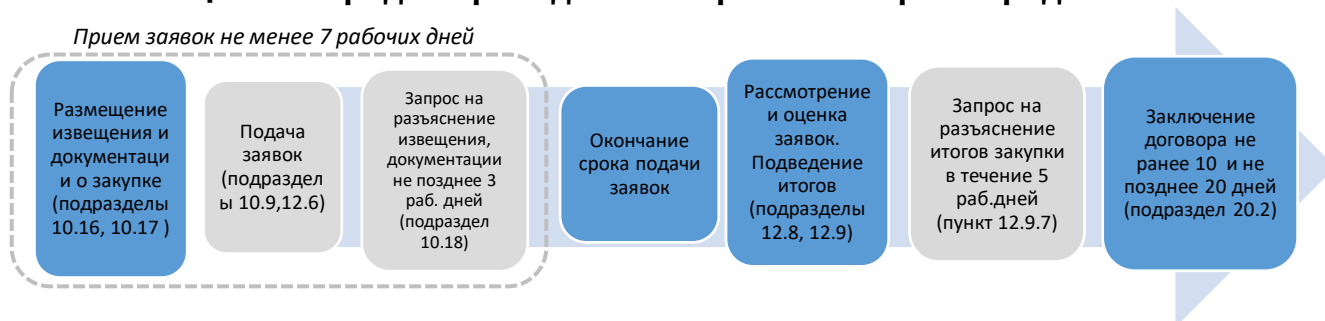 Прием заявок не менее 7 рабочих дней
Размещение
извещения и
документаци
и о закупке
(подразделы
10.16, 10.17 )
Подача
заявок
(подраздел
ы 10.9,12.6)
Запрос на
разъяснение
извещения,
документации
не позднее 3
раб. дней
(подраздел
10.18)
Окончание
срока подачи
заявок
Рассмотрение
и оценка
заявок.
Подведение
итогов
(подразделы
12.8, 12.9)
Запрос на
разъяснение
итогов закупки
в течение 5
раб.дней
(пункт 12.9.7)
Заключение
договора не
ранее 10 и не
позднее 20 дней
(подраздел 20.2)